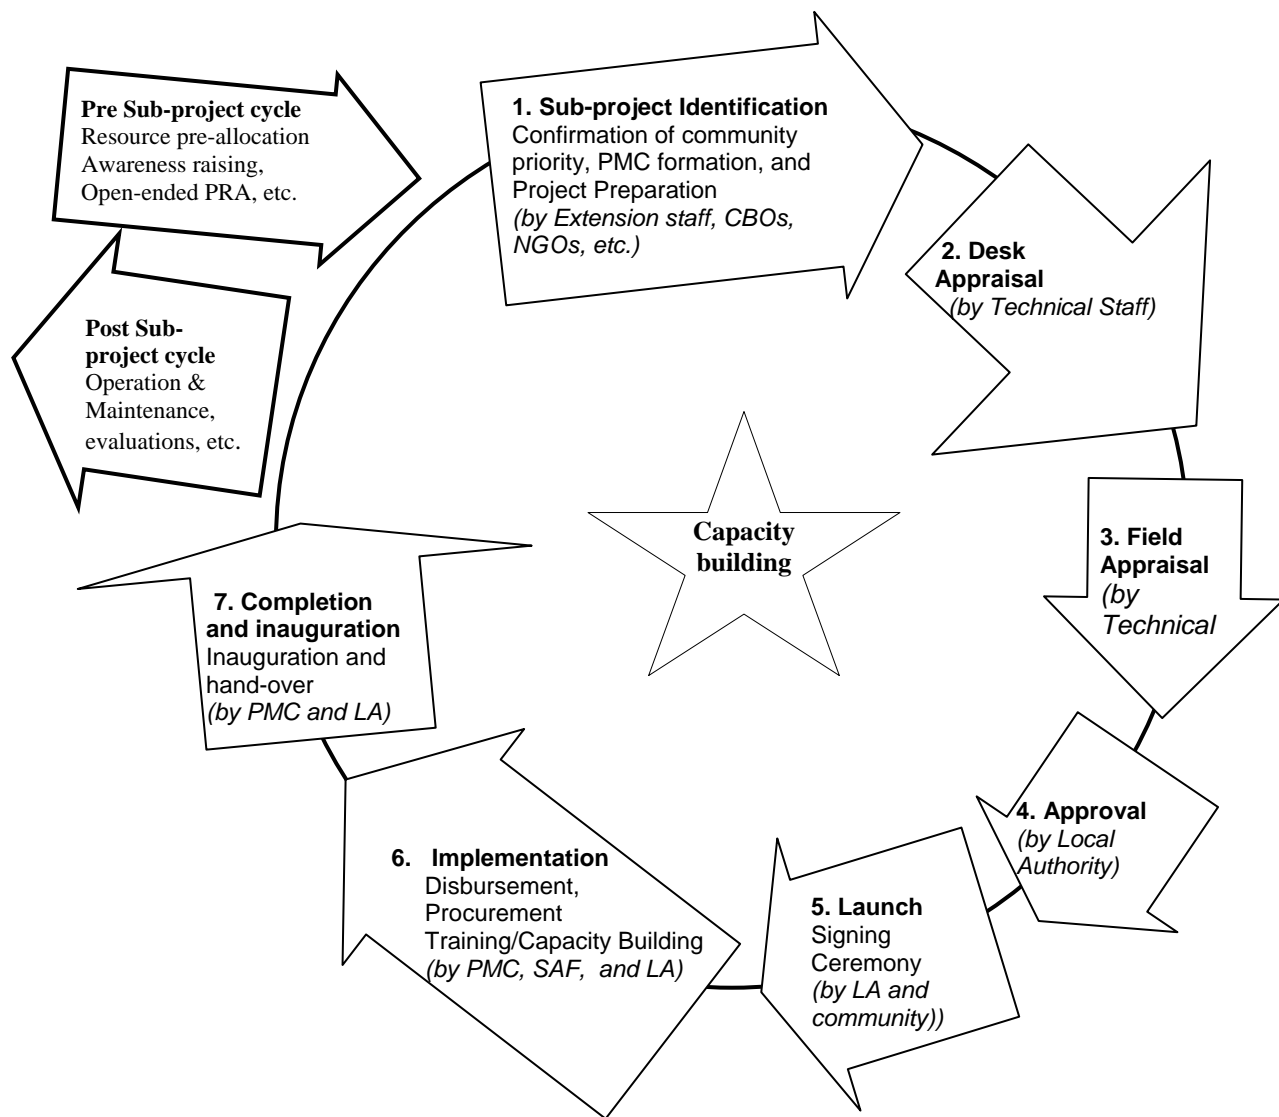 Pre Sub-project cycle
Resource pre-allocation
Awareness raising,
Open-ended PRA, etc.
1. Sub-project Identification
Confirmation of community
priority, PMC formation, and
Project Preparation
(by Extension staff, CBOs,
NGOs, etc.)
2. Desk
Appraisal
(by Technical Staff)
3. Field
Appraisal
(by
Technical
4. Approval
(by Local
Authority)
5. Launch
Signing
Ceremony
(by LA and
community))
6. Implementation
Disbursement,
Procurement
Training/Capacity Building
(by PMC, SAF, and LA)
7. Completion
and inauguration
Inauguration and
hand-over
(by PMC and LA)
Post Sub-
project cycle
Operation &
Maintenance,
evaluations, etc.
Capacity
building